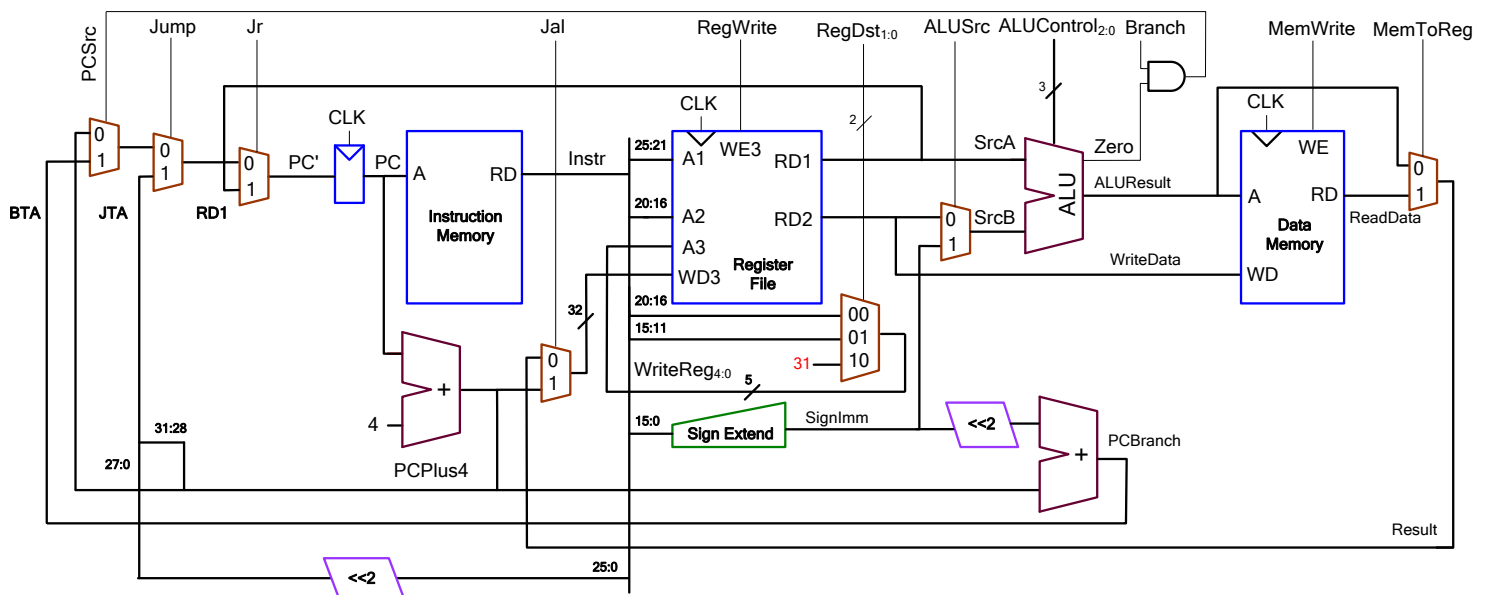 Jump
Jr
Jal
RegWrite
RegDst1:0
ALUSrc
ALUControl2:0
Branch
MemWrite
MemToReg
PCSrc
3
CLK
CLK
2
CLK
0
1
0
1
0
1
PC'
PC
A
RD
Instr
25:21
A1
WE3
RD1
SrcA
Zero
WE
0
1
ALU
ALUResult
BTA
JTA
RD1
Instruction
Memory
20:16
A2
RD2
0
1
SrcB
A
RD
ReadData
Data
Memory
A3
Register
File
WriteData
WD3
WD
32
20:16
00
15:11
01
31
10
0
1
WriteReg4:0
5
+
4
15:0
Sign Extend
SignImm
<<2
PCBranch
+
31:28
27:0
PCPlus4
Result
<<2
25:0